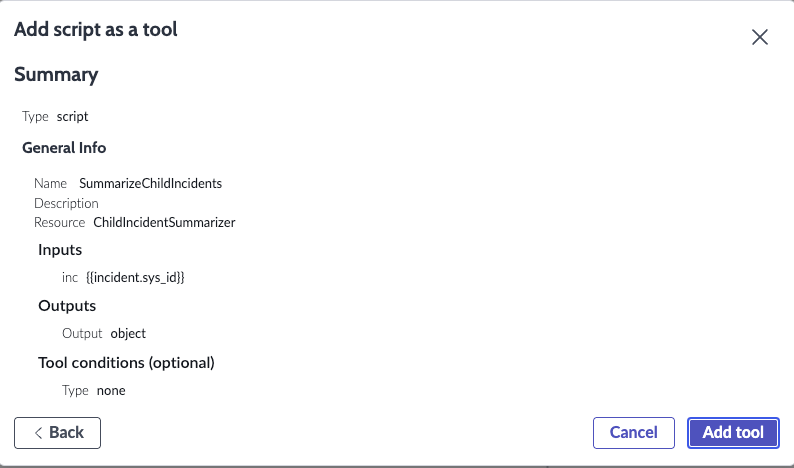 Add script as a tool
Summary
Type script
General Info
Name SummarizeChildIncidents
Description
Resource ChildIncidentSummarizer
Inputs
inc {{incident.sys_id}}
Outputs
Output object
Tool conditions (optional)
Type none
Back Cancel Add tool